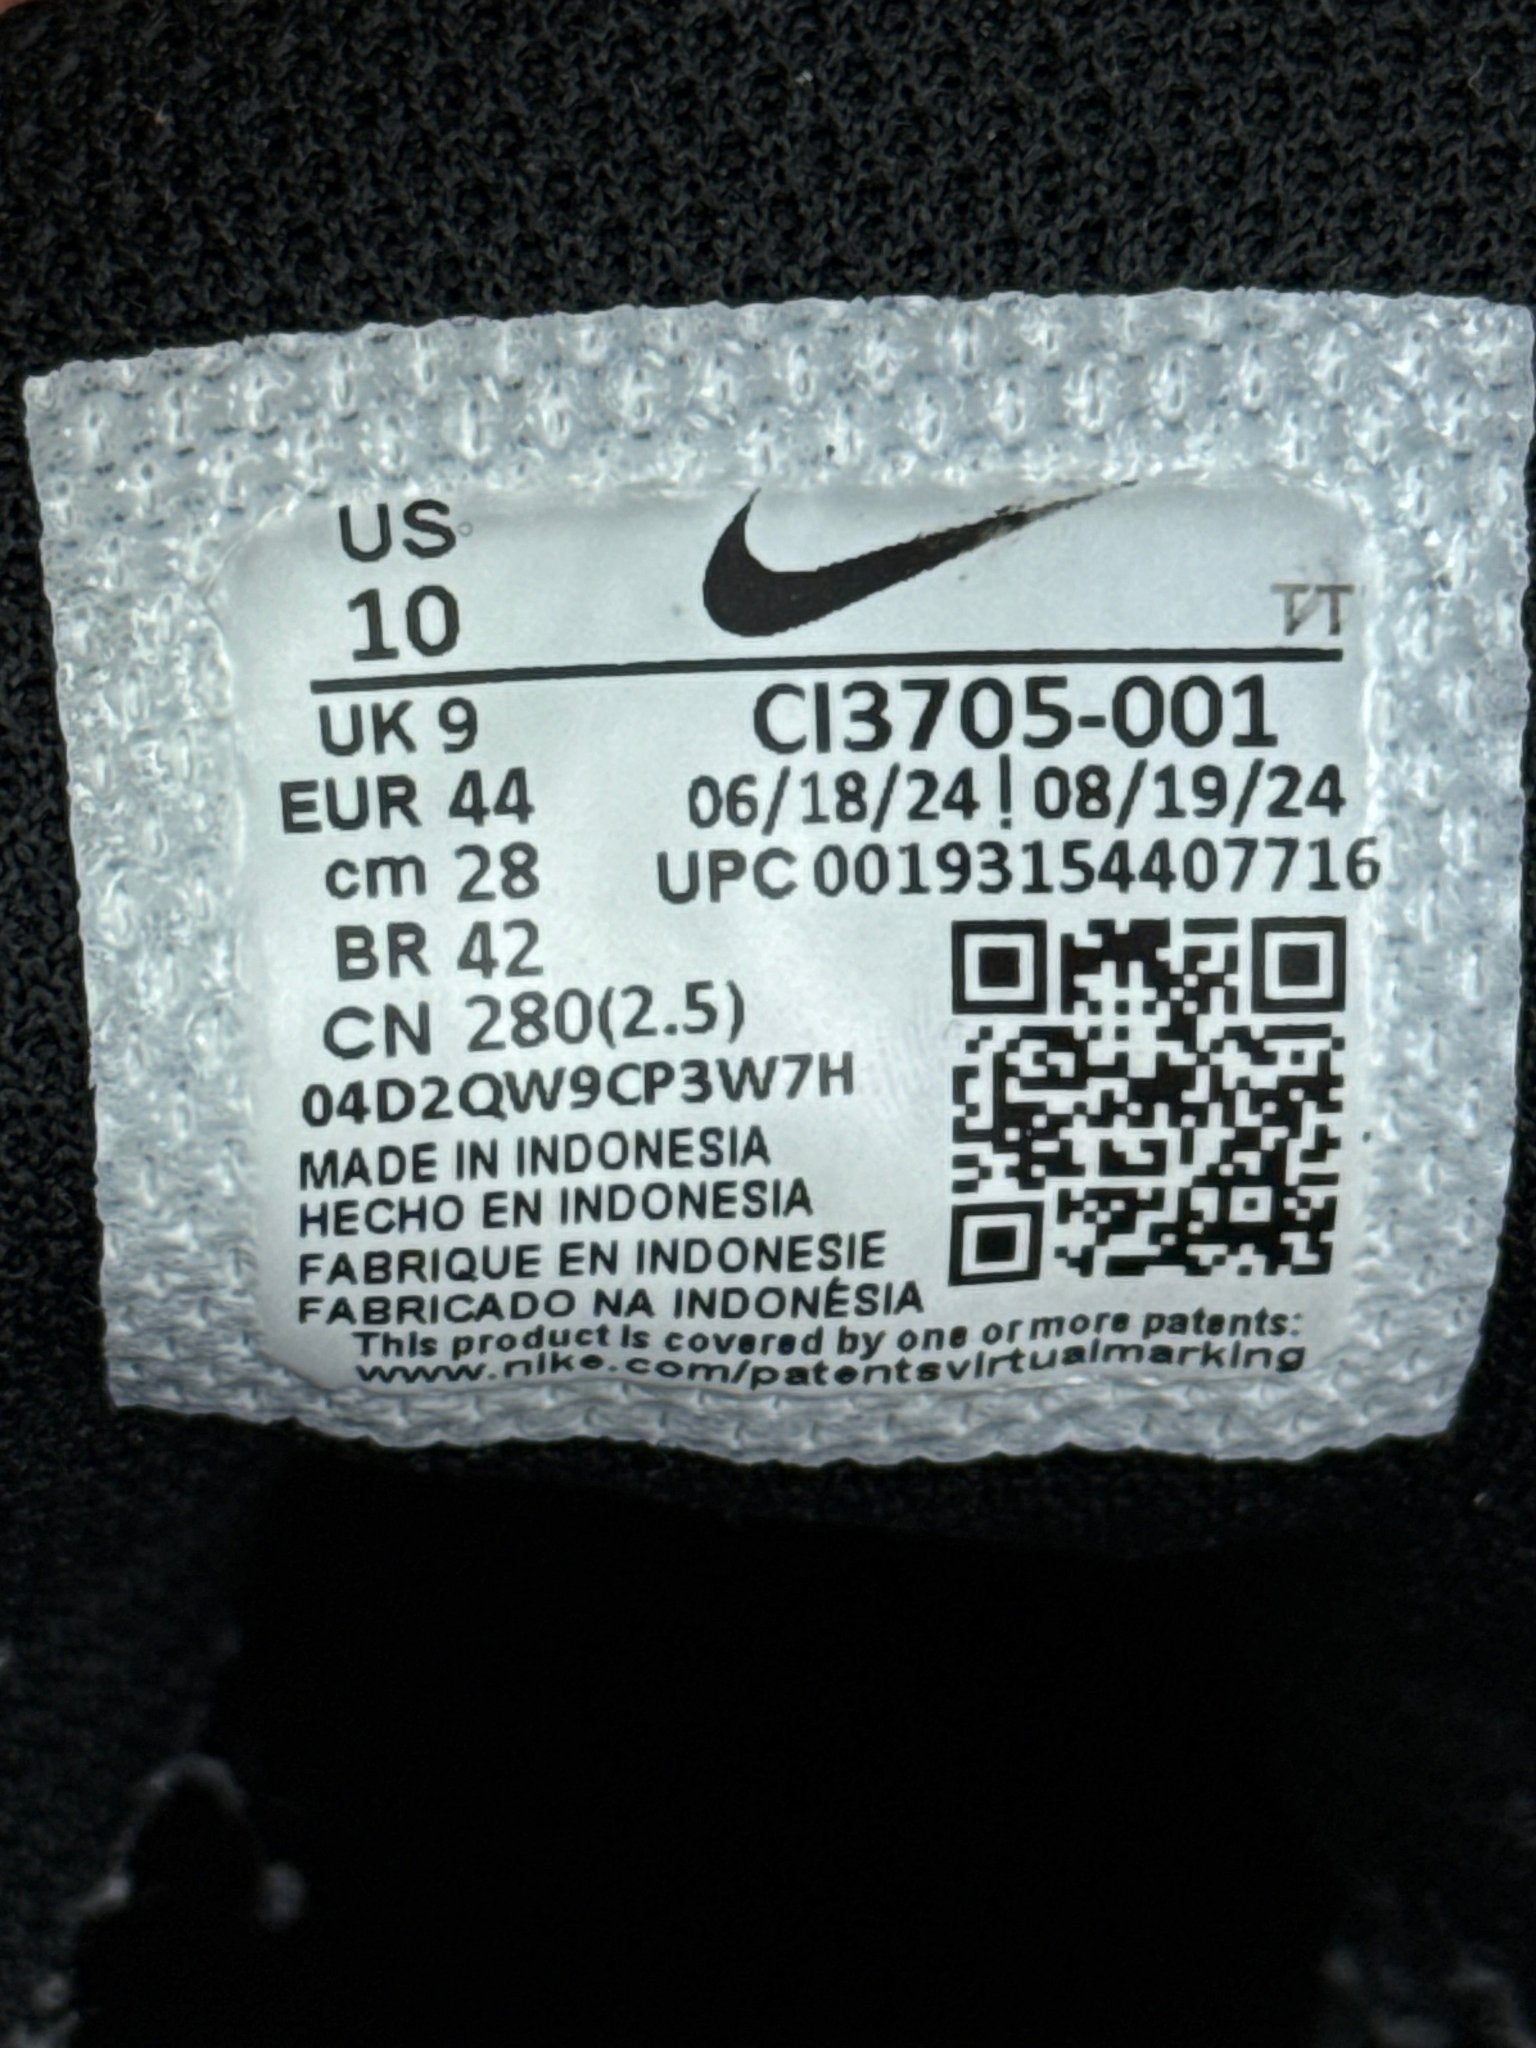 US
10
UK 9
EUR 44
cm 28
BR 42
CN 280(2.5)
CI3705-001
06/18/24 ! 08/19/24
UPC 00193154407716
04D2QW9CP3W7H
MADE IN INDONESIA
HECHO EN INDONESIA
FABRIQUE EN INDONESIE
FABRICADO NA INDONÉSIA
This product is covered by one or more patents:
www.nike.com/patentsvirtualmarking